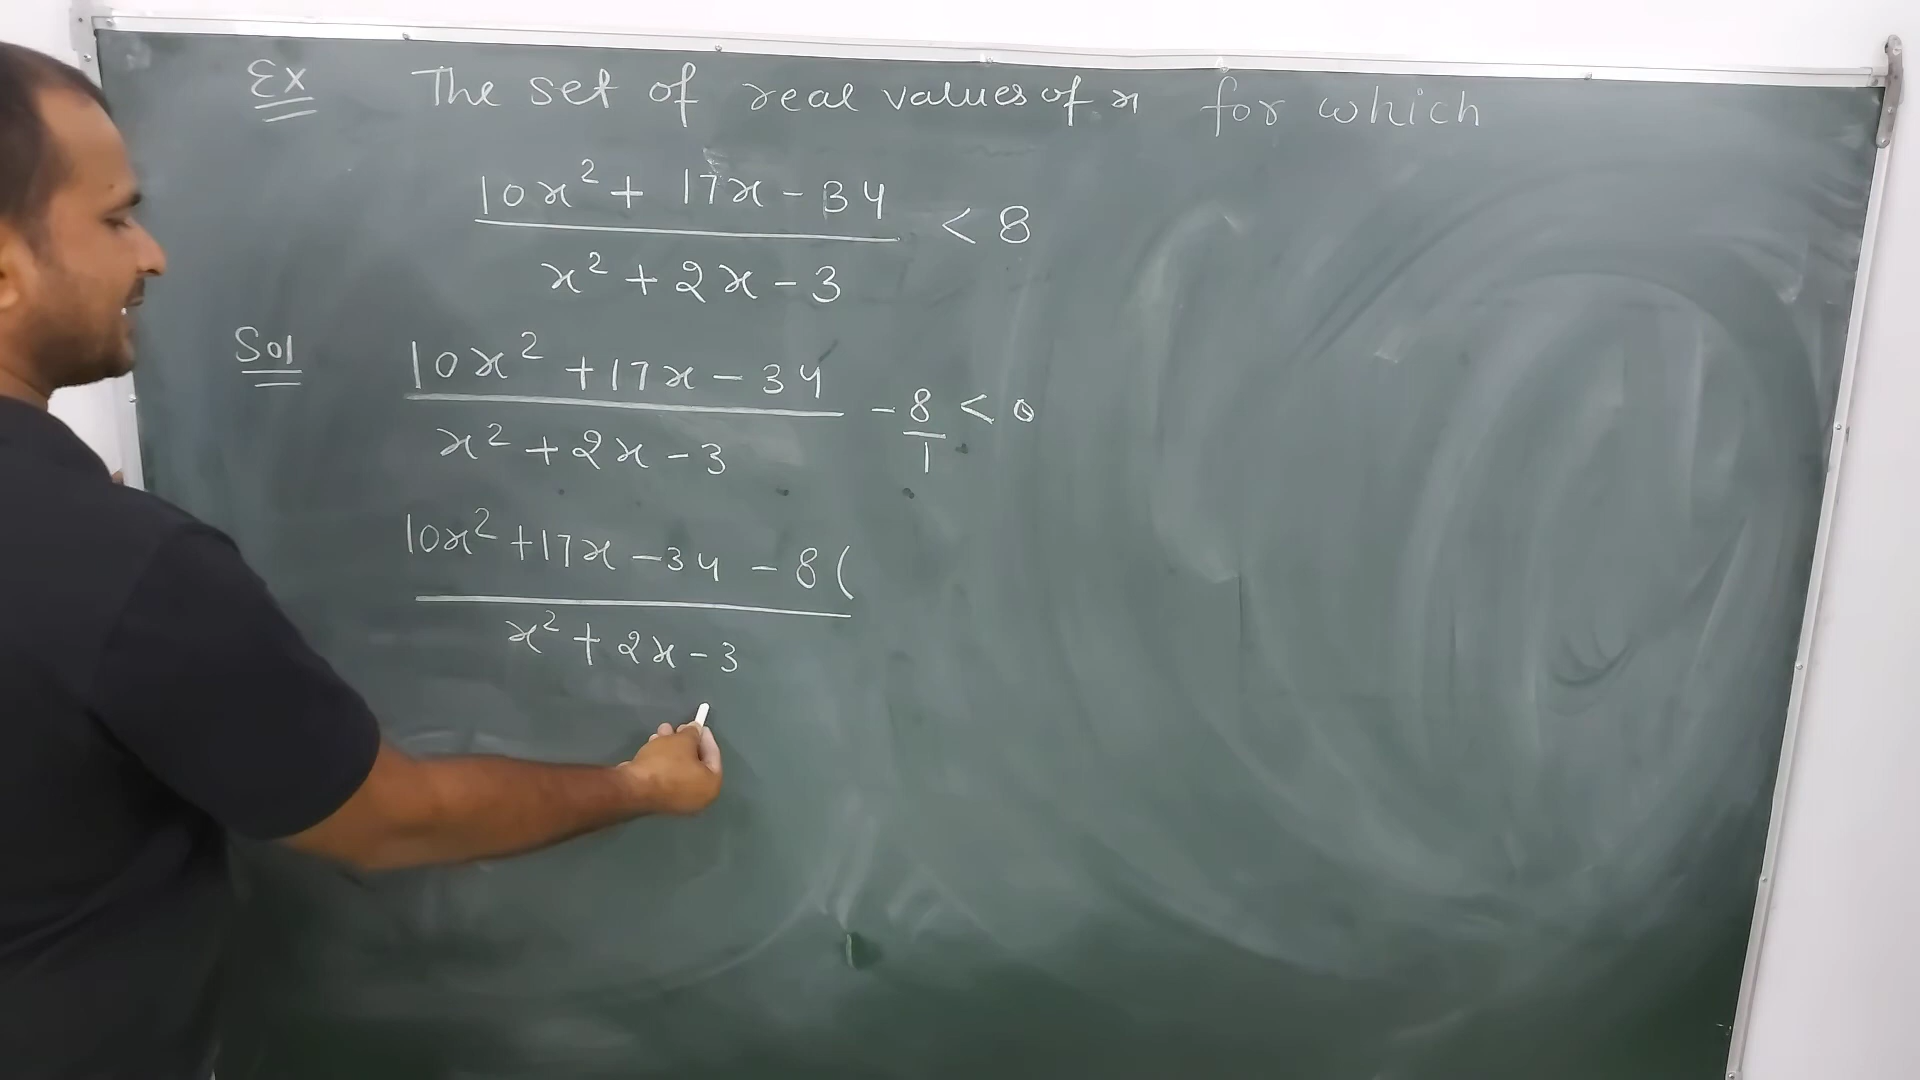 Ex The set of real values of x for which
10x² + 17x - 34
< 8
x² + 2x - 3
Sol
10x² + 17x - 34
- 8/1 < 0
x² + 2x - 3
10x² + 17x - 34 - 8(
x² + 2x - 3